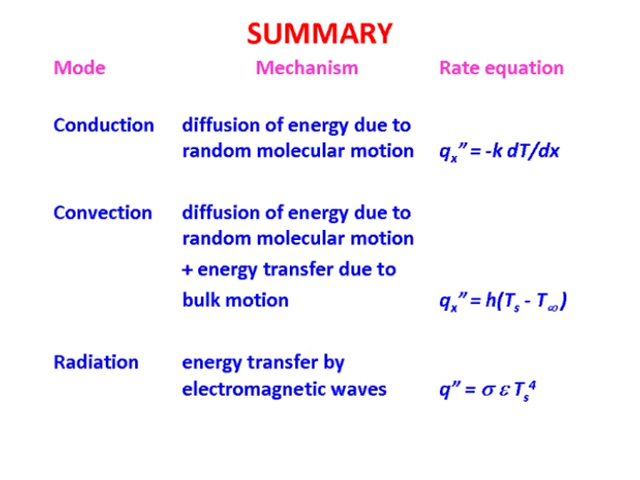 SUMMARY
Mode Mechanism Rate equation
Conduction diffusion of energy due to
random molecular motion qₓ” = -k dT/dx
Convection diffusion of energy due to
random molecular motion
+ energy transfer due to
bulk motion qₓ” = h(Tₛ - T∞)
Radiation energy transfer by
electromagnetic waves q” = σ ε Tₛ⁴